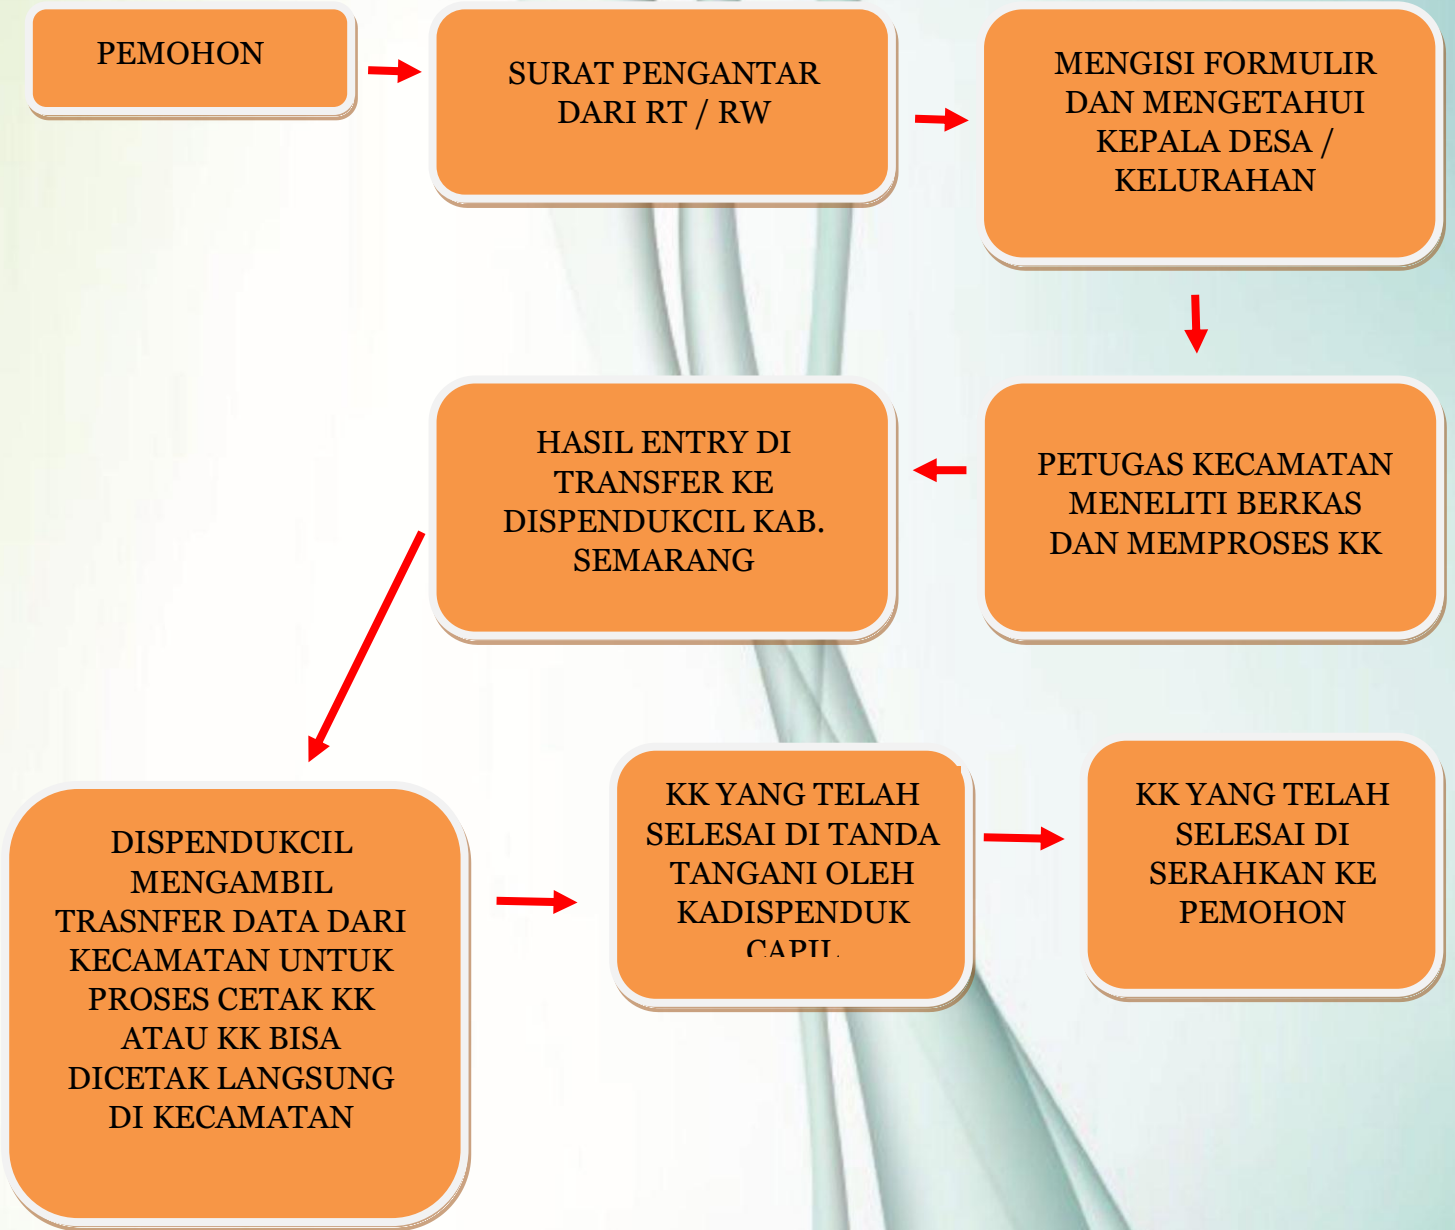 PEMOHON
SURAT PENGANTAR
DARI RT / RW
MENGISI FORMULIR
DAN MENGETAHUI
KEPALA DESA /
KELURAHAN
PETUGAS KECAMATAN
MENELITI BERKAS
DAN MEMPROSES KK
HASIL ENTRY DI
TRANSFER KE
DISPENDUKCIL KAB.
SEMARANG
DISPENDUKCIL
MENGAMBIL
TRASNFER DATA DARI
KECAMATAN UNTUK
PROSES CETAK KK
ATAU KK BISA
DICETAK LANGSUNG
DI KECAMATAN
KK YANG TELAH
SELESAI DI TANDA
TANGANI OLEH
KADISPENDUK
CAPIL
KK YANG TELAH
SELESAI DI
SERAHKAN KE
PEMOHON